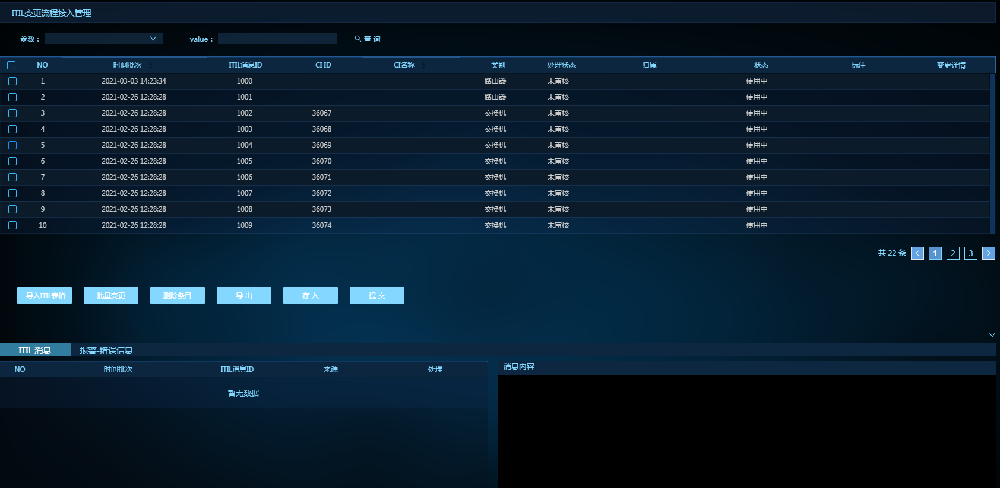 ITIL变更流程接入管理
参数： value： 查 询
NO 时间批次 ITIL消息ID CI ID CI名称 类别 处理状态 归属 状态 标注 变更详情
1 2021-03-03 14:23:34 1000 路由器 未审核 使用中
2 2021-02-26 12:28:28 1001 路由器 未审核 使用中
3 2021-02-26 12:28:28 1002 36067 交换机 未审核 使用中
4 2021-02-26 12:28:28 1003 36068 交换机 未审核 使用中
5 2021-02-26 12:28:28 1004 36069 交换机 未审核 使用中
6 2021-02-26 12:28:28 1005 36070 交换机 未审核 使用中
7 2021-02-26 12:28:28 1006 36071 交换机 未审核 使用中
8 2021-02-26 12:28:28 1007 36072 交换机 未审核 使用中
9 2021-02-26 12:28:28 1008 36073 交换机 未审核 使用中
10 2021-02-26 12:28:28 1009 36074 交换机 未审核 使用中
共 22 条 < 1 2 3 >
导入ITIL表格 批量变更 删除条目 导 出 存 入 提 交
ITIL 消息 报警-错误信息
NO 时间批次 ITIL消息ID 来源 处理 消息内容
暂无数据